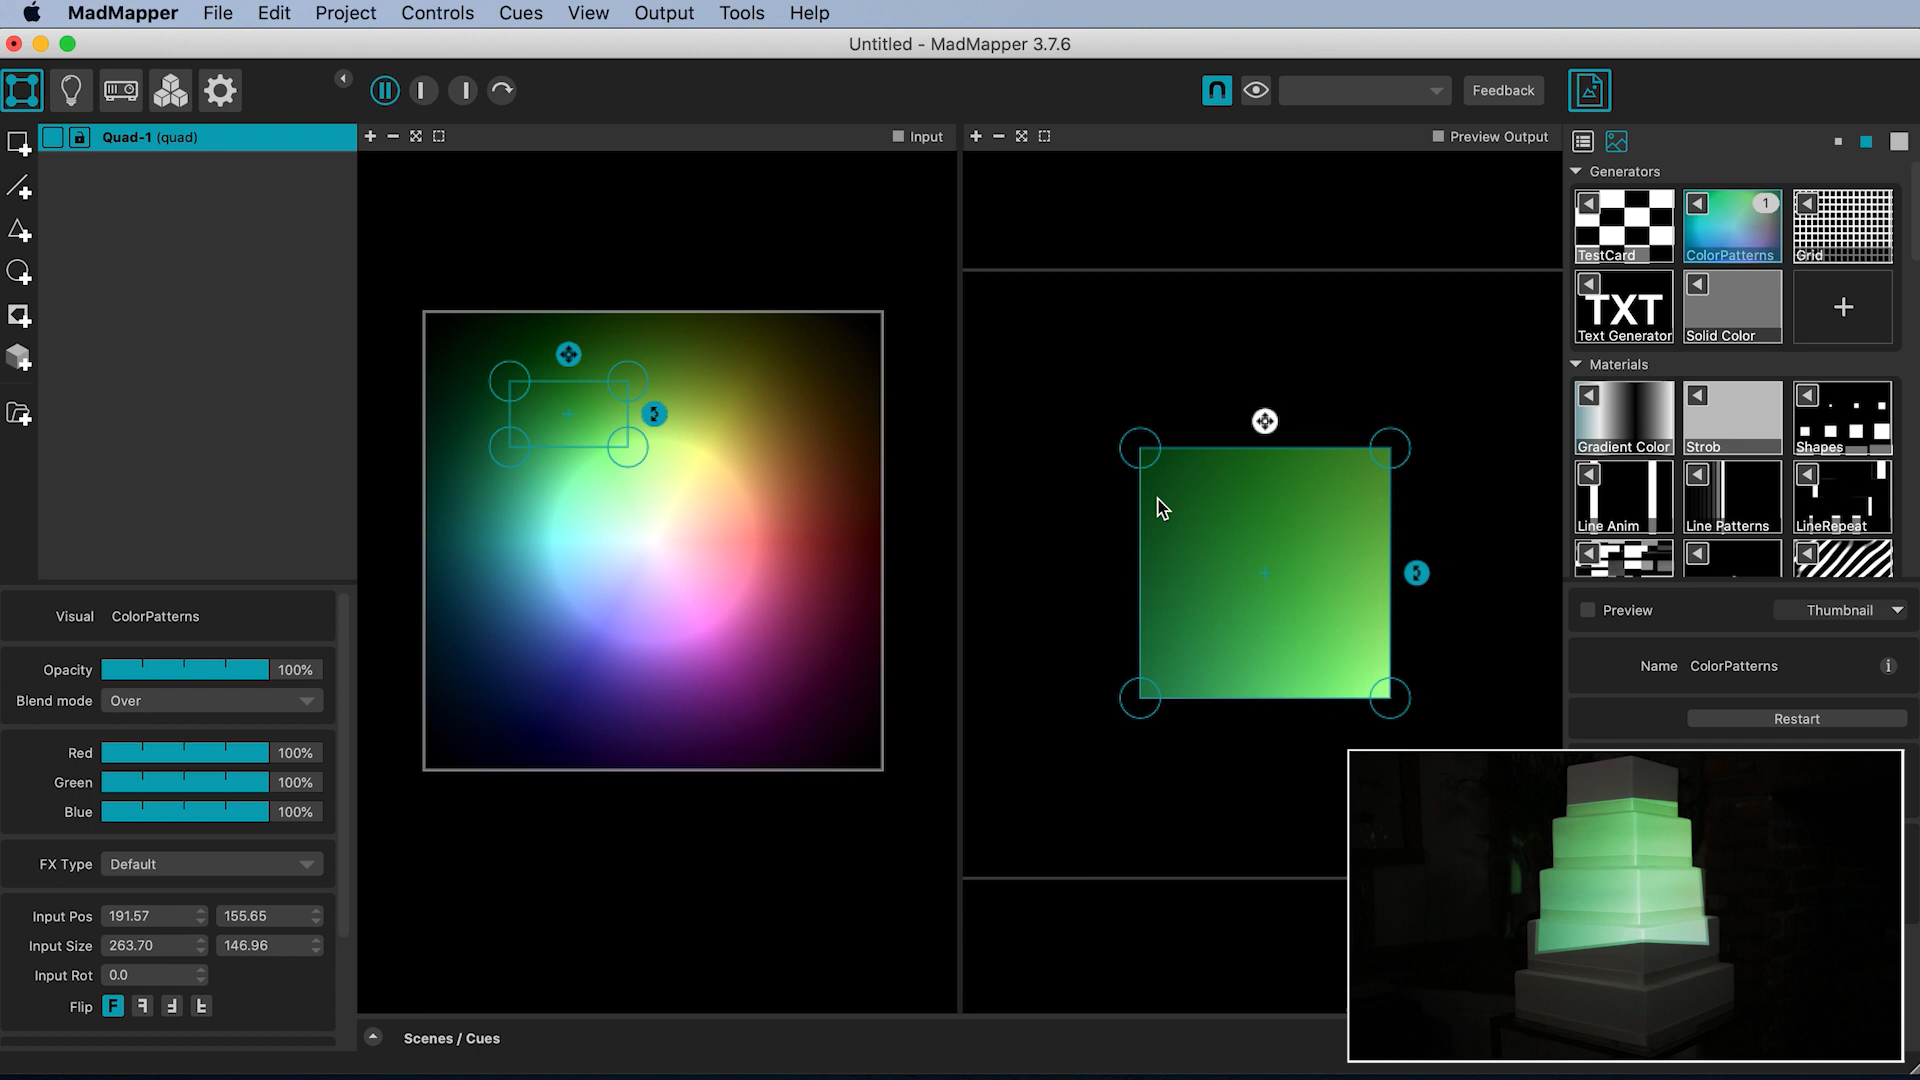 MadMapper File Edit Project Controls Cues View Output Tools Help
Untitled - MadMapper 3.7.6
Feedback
Quad-1 (quad)
Input
Preview Output
Generators
1
TestCard ColorPatterns Grid
TXT
Text Generator Solid Color
Materials
Gradient Color Strob Shapes
Line Anim Line Patterns LineRepeat
Preview Thumbnail
Name ColorPatterns
Restart
Visual ColorPatterns
Opacity 100%
Blend mode Over
Red 100%
Green 100%
Blue 100%
FX Type Default
Input Pos 191.57 155.65
Input Size 263.70 146.96
Input Rot 0.0
Flip
Scenes / Cues